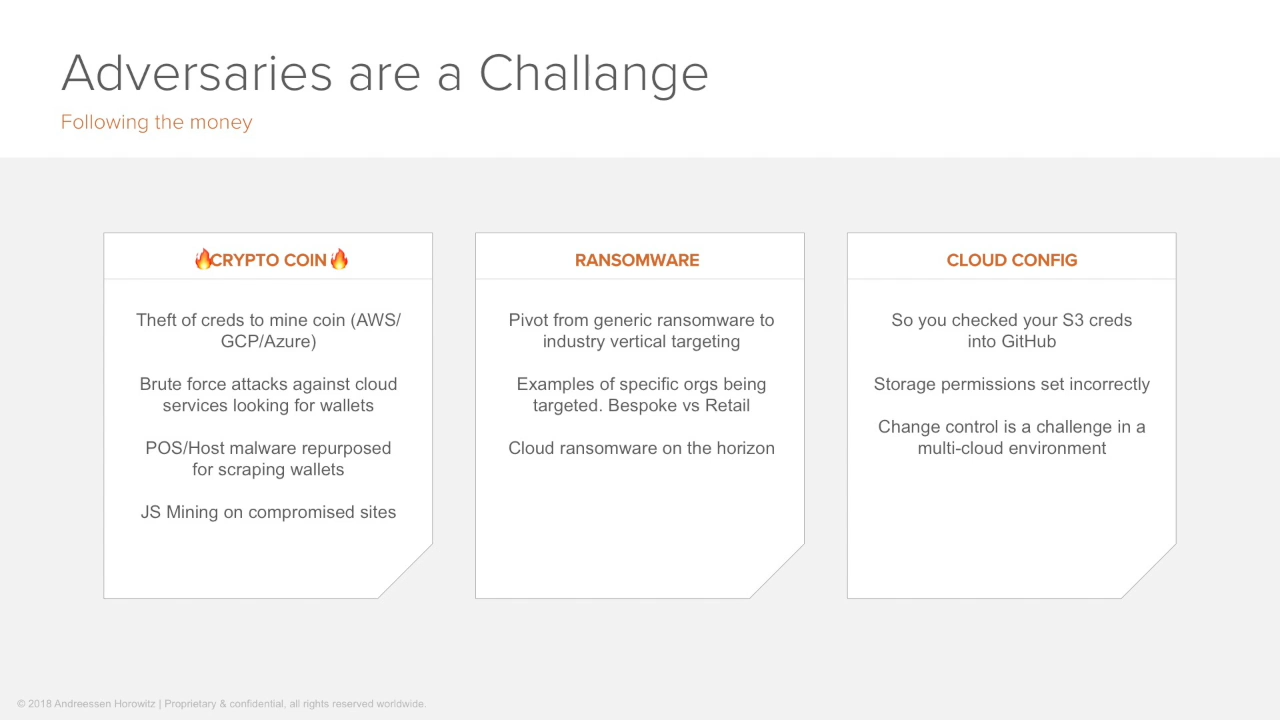 Adversaries are a Challange
Following the money
🔥CRYPTO COIN🔥
Theft of creds to mine coin (AWS/
GCP/Azure)
Brute force attacks against cloud
services looking for wallets
POS/Host malware repurposed
for scraping wallets
JS Mining on compromised sites
RANSOMWARE
Pivot from generic ransomware to
industry vertical targeting
Examples of specific orgs being
targeted. Bespoke vs Retail
Cloud ransomware on the horizon
CLOUD CONFIG
So you checked your S3 creds
into GitHub
Storage permissions set incorrectly
Change control is a challenge in a
multi-cloud environment
© 2018 Andreessen Horowitz | Proprietary & confidential, all rights reserved worldwide.